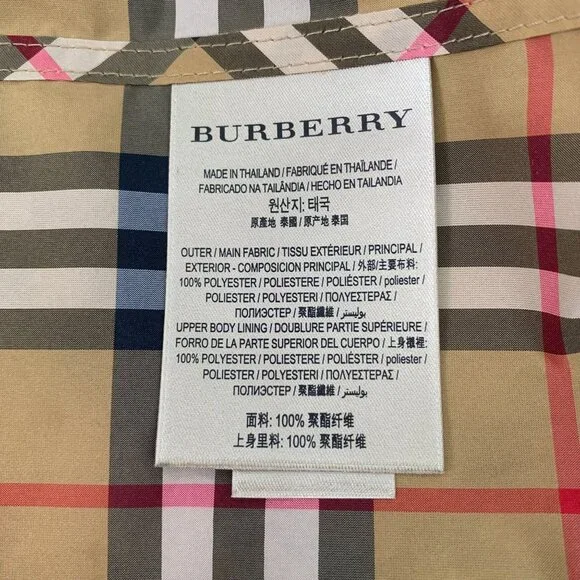 BURBERRY
MADE IN THAILAND / FABRIQUÉ EN THAÏLANDE /
FABRICADO NA TAILÂNDIA / HECHO EN TAILANDIA
원산지: 태국
原產地 泰國 / 原产地 泰国
OUTER / MAIN FABRIC / TISSU EXTÉRIEUR / PRINCIPAL /
EXTERIOR - COMPOSICIÓN PRINCIPAL / 外部/主要布料:
100% POLYESTER / POLIESTERE / POLIÉSTER / poliester /
POLIESTER / POLYESTERI / ΠΟΛΥΕΣΤΕΡΑΣ /
ПОЛИЭСТЕР / 聚酯纖維 / بوليستر
UPPER BODY LINING / DOUBLURE PARTIE SUPÉRIEURE /
FORRO DE LA PARTE SUPERIOR DEL CUERPO / 上身襯裡:
100% POLYESTER / POLIESTERE / POLIÉSTER / poliester /
POLIESTER / POLYESTERI / ΠΟΛΥΕΣΤΕΡΑΣ /
ПОЛИЭСТЕР / 聚酯纖維 / بوليستر
面料: 100% 聚酯纤维
上身里料: 100% 聚酯纤维